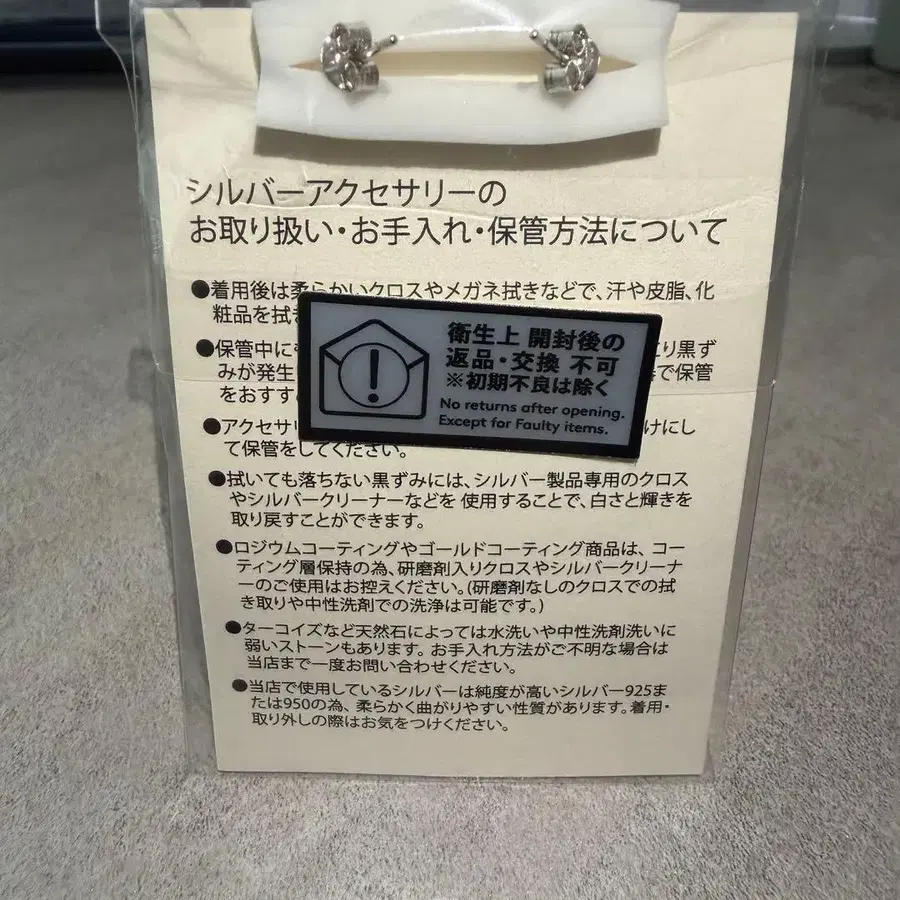 シルバーアクセサリーの
お取り扱い・お手入れ・保管方法について
●着用後は柔らかいクロスやメガネ拭きなどで、汗や皮脂、化
粧品を拭き
●保管中に
り黒ず
みが発生
で保管
をおすす
●アクセサリ
けにし
て保管をしてください。
衛生上 開封後の
返品・交換 不可
※初期不良は除く
No returns after opening.
Except for Faulty items.
●拭いても落ちない黒ずみには、シルバー製品専用のクロス
やシルバークリーナーなどを 使用することで、白さと輝きを
取り戻すことができます。
●ロジウムコーティングやゴールドコーティング商品は、コー
ティング層保持の為、研磨剤入りクロスやシルバークリーナ
ーのご使用はお控えください。(研磨剤なしのクロスでの拭
き取りや中性洗剤での洗浄は可能です。)
●ターコイズなど天然石によっては水洗いや中性洗剤洗いに
弱いストーンもあります。お手入れ方法がご不明な場合は
当店まで一度お問い合わせください。
●当店で使用しているシルバーは純度が高いシルバー925ま
たは950の為、柔らかく曲がりやすい性質があります。着用・
取り外しの際はお気をつけください。